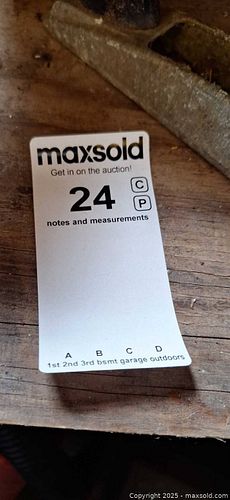 maxsold
Get in on the auction!
24 C
P
notes and measurements
A B C D
1st 2nd 3rd bsmt garage outdoors
Copyright 2025 - maxsold.com